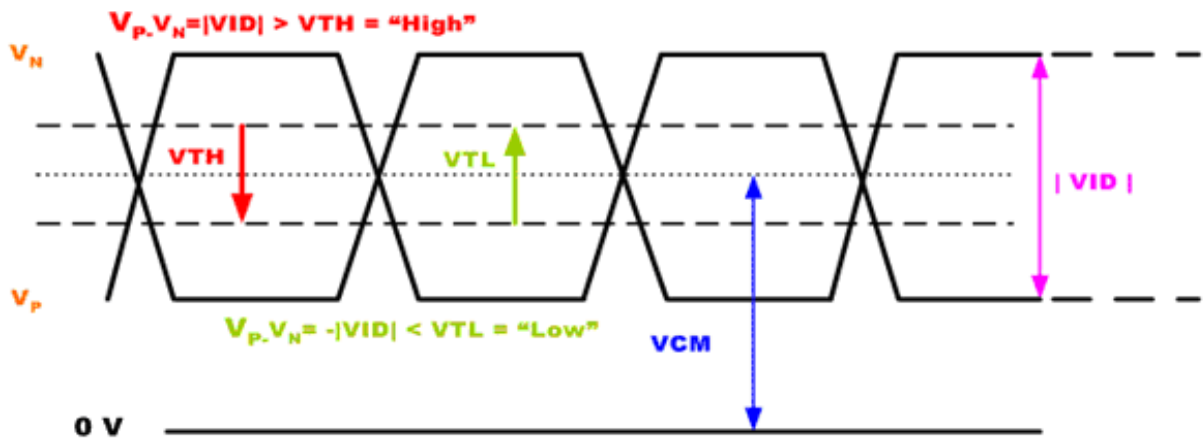 VP-VN=|VID| > VTH = “High”
VN
VTH
VTL
| VID |
VP
VP-VN= -|VID| < VTL = “Low”
VCM
0 V